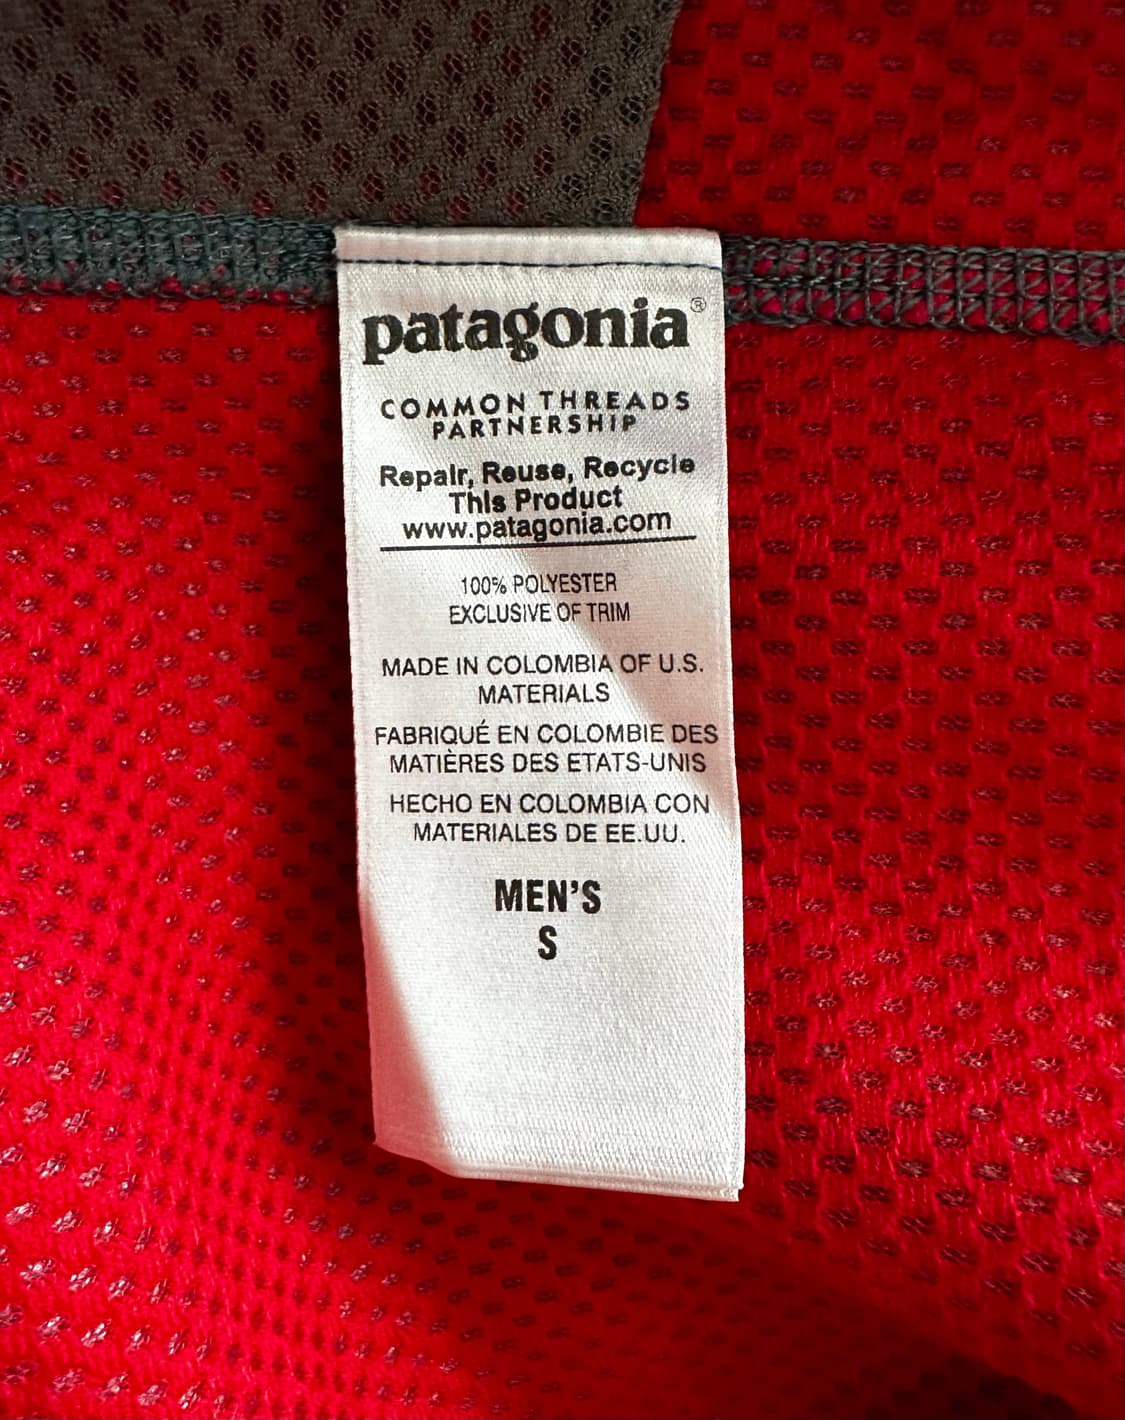 patagonia®
COMMON THREADS
PARTNERSHIP
Repair, Reuse, Recycle
This Product
www.patagonia.com
100% POLYESTER
EXCLUSIVE OF TRIM
MADE IN COLOMBIA OF U.S.
MATERIALS
FABRIQUÉ EN COLOMBIE DES
MATIÈRES DES ETATS-UNIS
HECHO EN COLOMBIA CON
MATERIALES DE EE.UU.
MEN'S
S